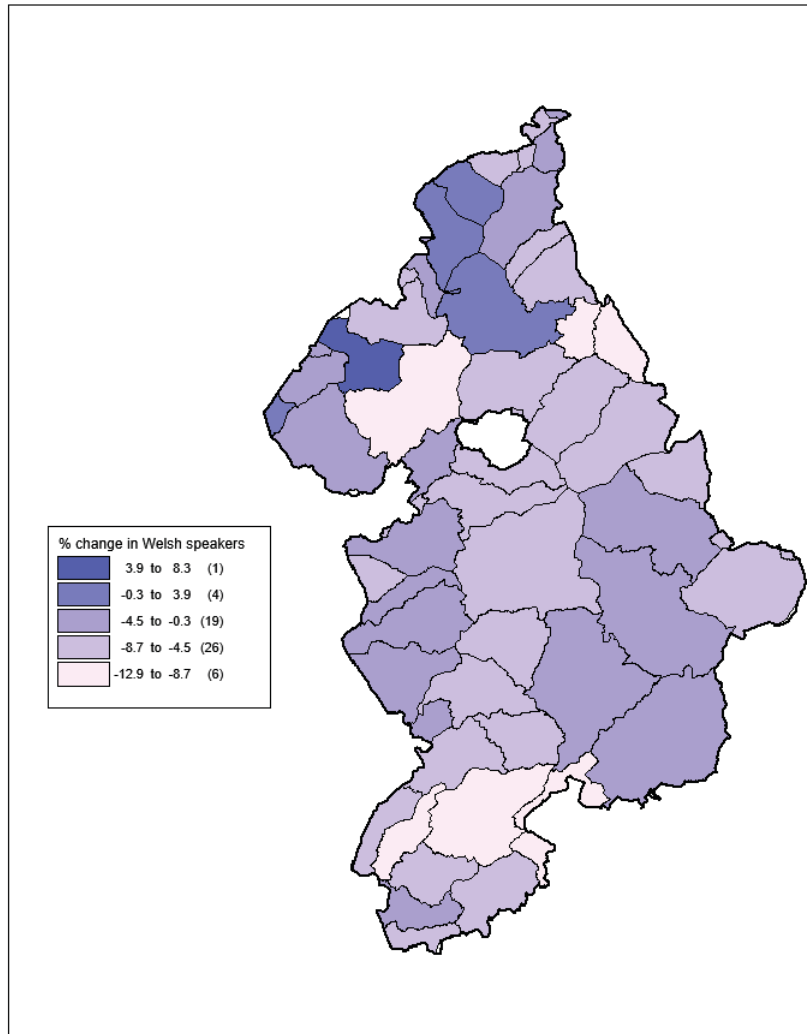 % change in Welsh speakers
3.9 to 8.3 (1)
-0.3 to 3.9 (4)
-4.5 to -0.3 (19)
-8.7 to -4.5 (26)
-12.9 to -8.7 (6)